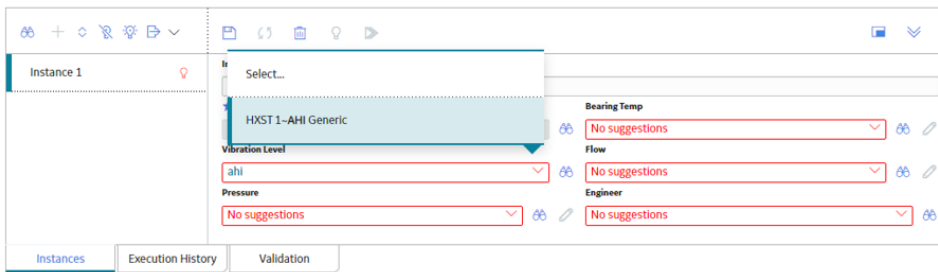 Instance 1
In
Select...
HXST 1~AHI Generic
Bearing Temp
No suggestions
Vibration Level
Flow
ahi
No suggestions
Pressure
Engineer
No suggestions
No suggestions
Instances
Execution History
Validation